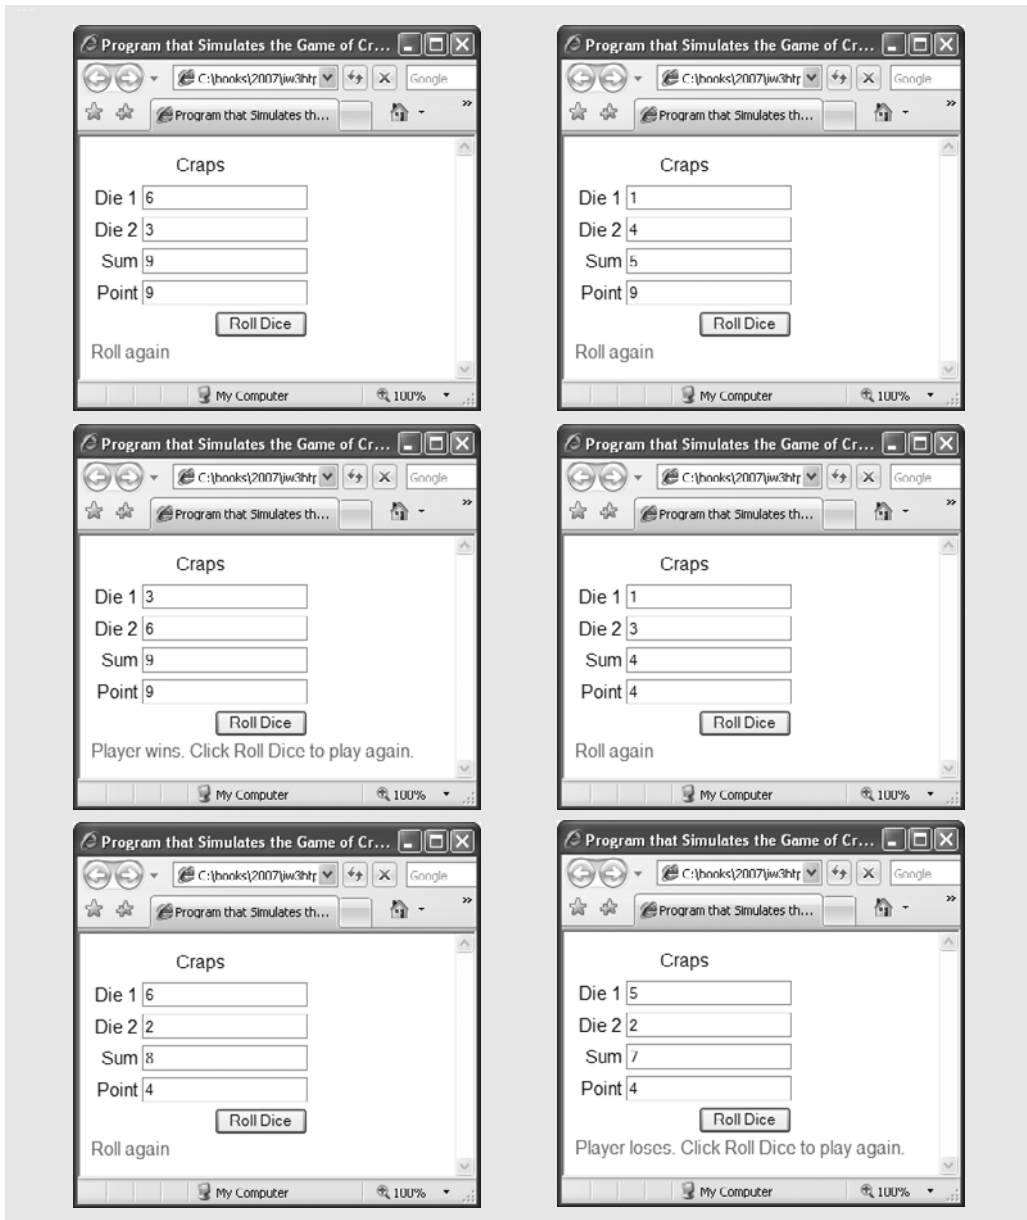 Program that Simulates the Game of Cr...
C:\books\2007\iw3htp
Google
Program that Simulates th...
Craps
Die 1 6
Die 2 3
Sum 9
Point 9
Roll Dice
Roll again
My Computer
100%
Program that Simulates the Game of Cr...
C:\books\2007\iw3htp
Google
Program that Simulates th...
Craps
Die 1 1
Die 2 4
Sum 5
Point 9
Roll Dice
Roll again
My Computer
100%
Program that Simulates the Game of Cr...
C:\books\2007\iw3htp
Google
Program that Simulates th...
Craps
Die 1 3
Die 2 6
Sum 9
Point 9
Roll Dice
Player wins. Click Roll Dice to play again.
My Computer
100%
Program that Simulates the Game of Cr...
C:\books\2007\iw3htp
Google
Program that Simulates th...
Craps
Die 1 1
Die 2 3
Sum 4
Point 4
Roll Dice
Roll again
My Computer
100%
Program that Simulates the Game of Cr...
C:\books\2007\iw3htp
Google
Program that Simulates th...
Craps
Die 1 6
Die 2 2
Sum 8
Point 4
Roll Dice
Roll again
My Computer
100%
Program that Simulates the Game of Cr...
C:\books\2007\iw3htp
Google
Program that Simulates th...
Craps
Die 1 5
Die 2 2
Sum 7
Point 4
Roll Dice
Player loses. Click Roll Dice to play again.
My Computer
100%